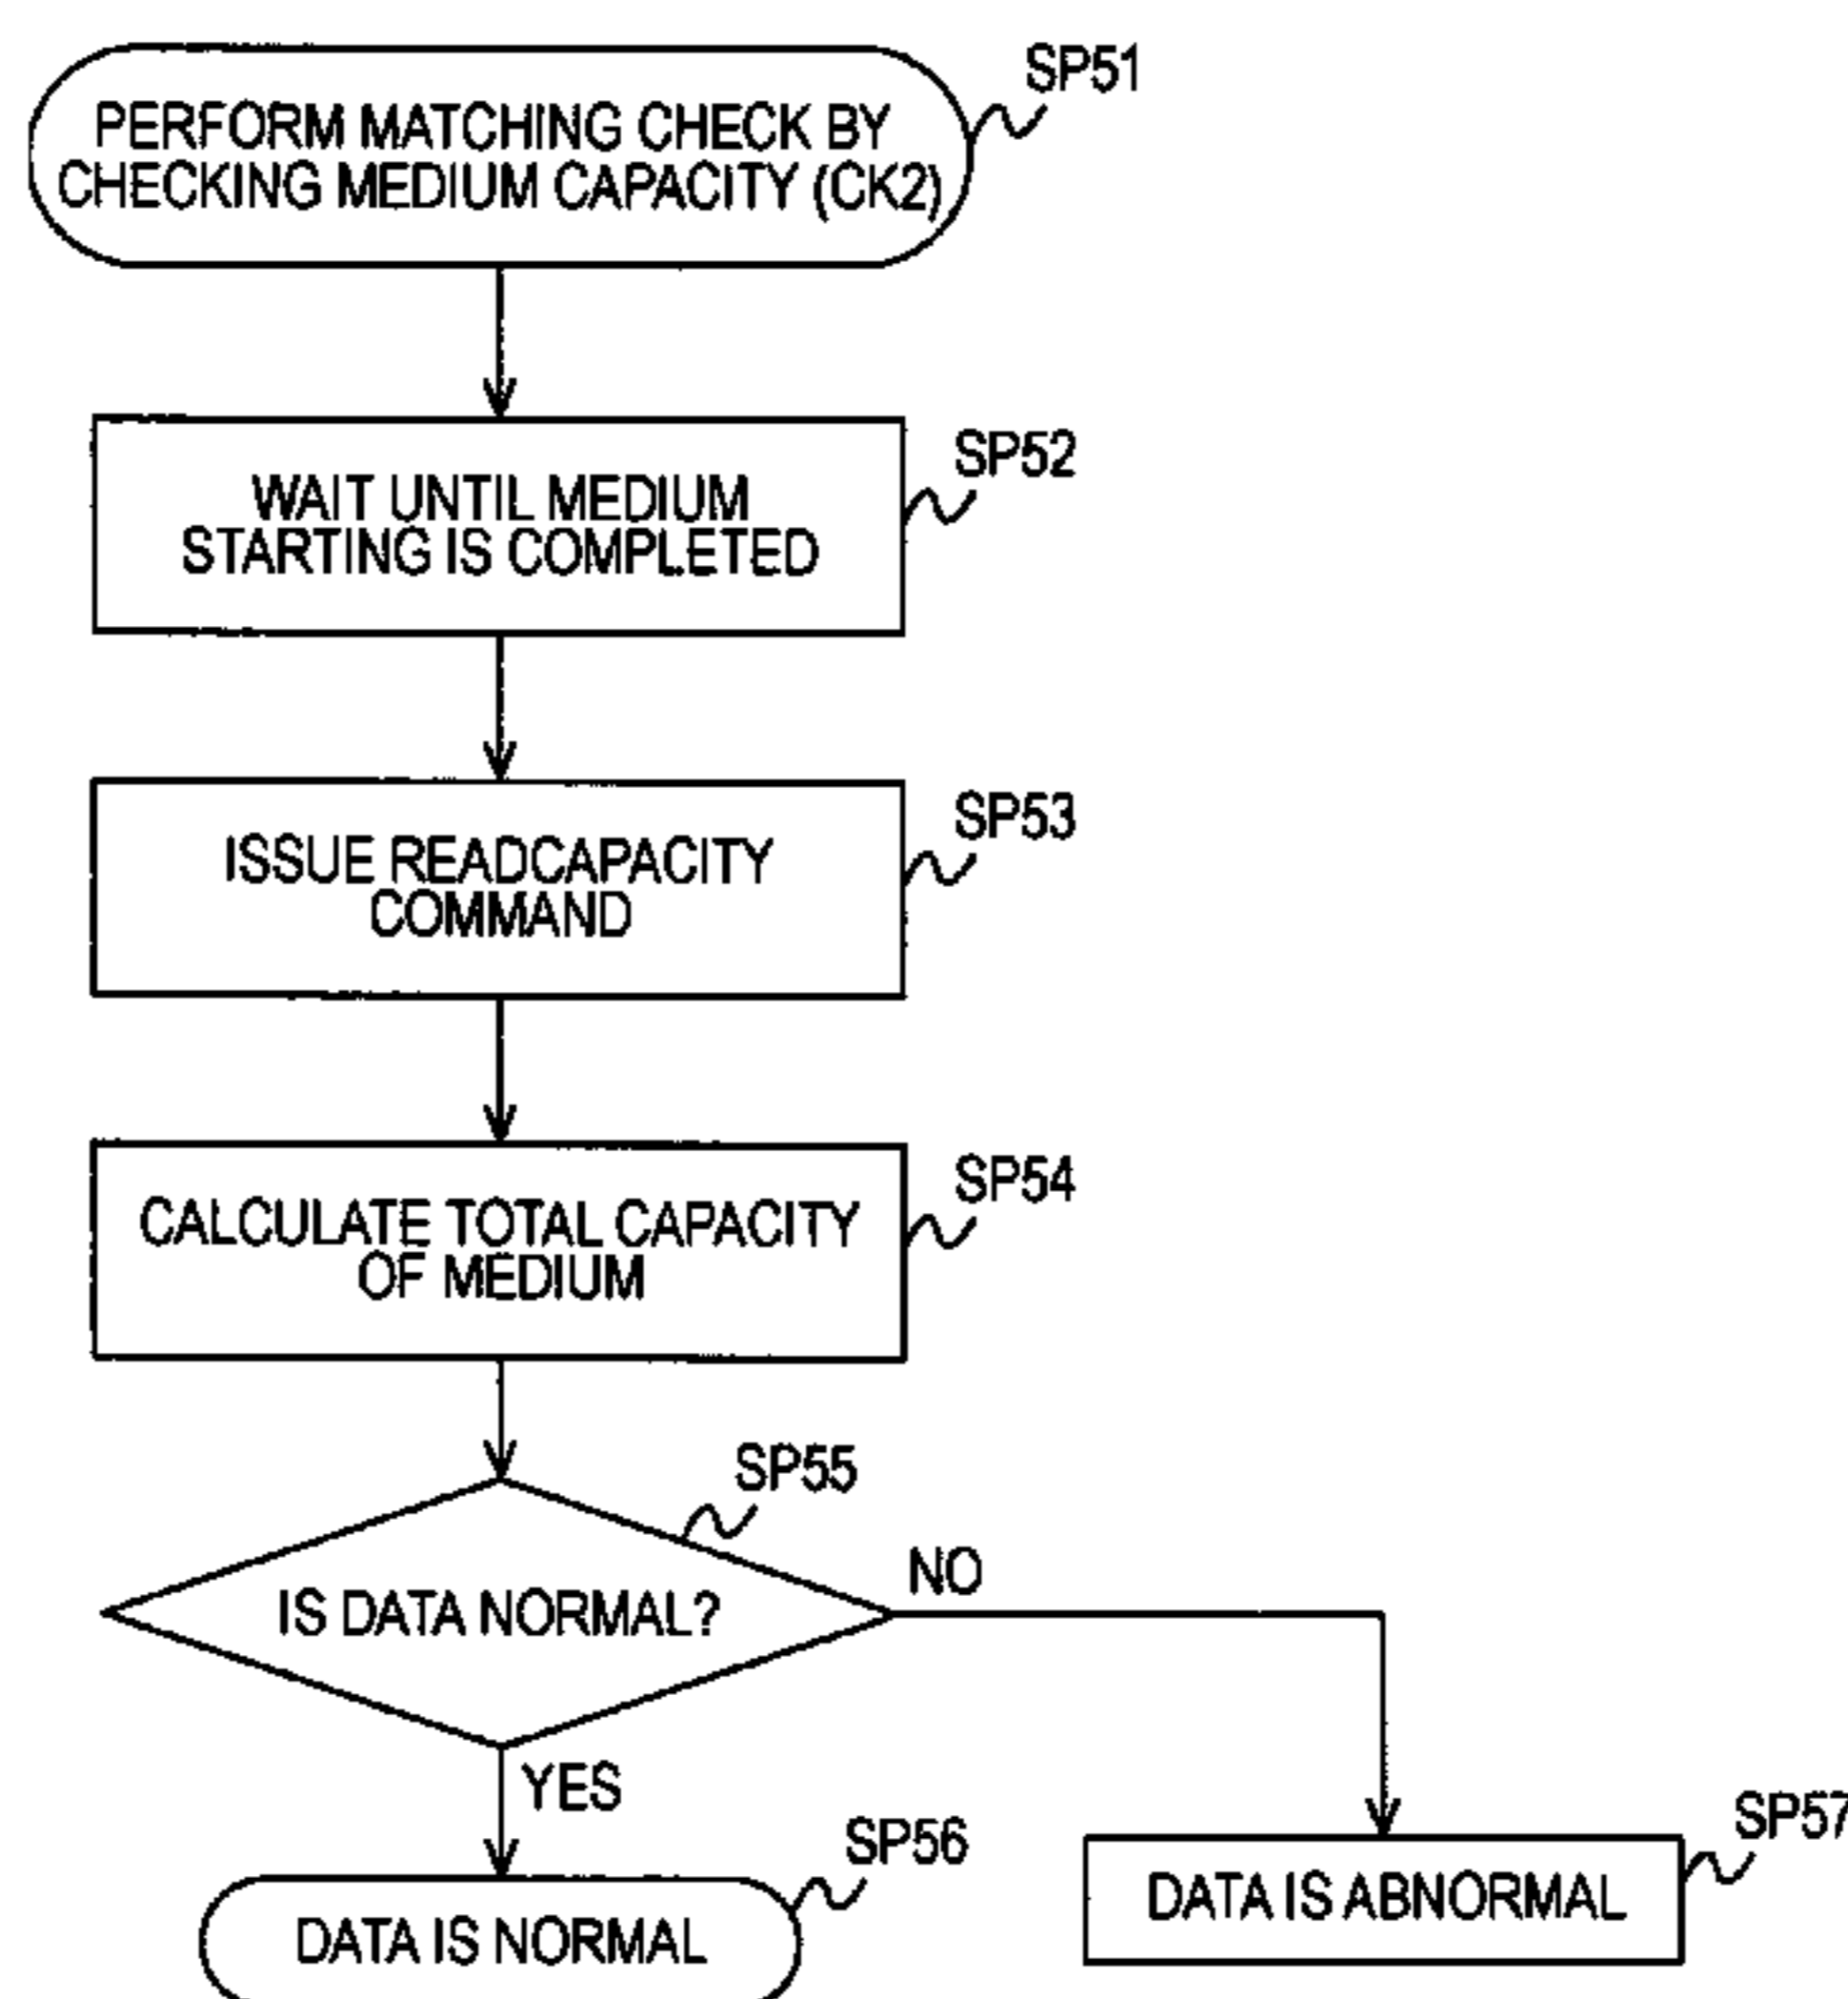 SP51
PERFORM MATCHING CHECK BY
CHECKING MEDIUM CAPACITY (CK2)
SP52
WAIT UNTIL MEDIUM
STARTING IS COMPLETED
SP53
ISSUE READCAPACITY
COMMAND
SP54
CALCULATE TOTAL CAPACITY
OF MEDIUM
SP55
IS DATA NORMAL?
NO
YES
SP56
DATA IS NORMAL
SP57
DATA IS ABNORMAL